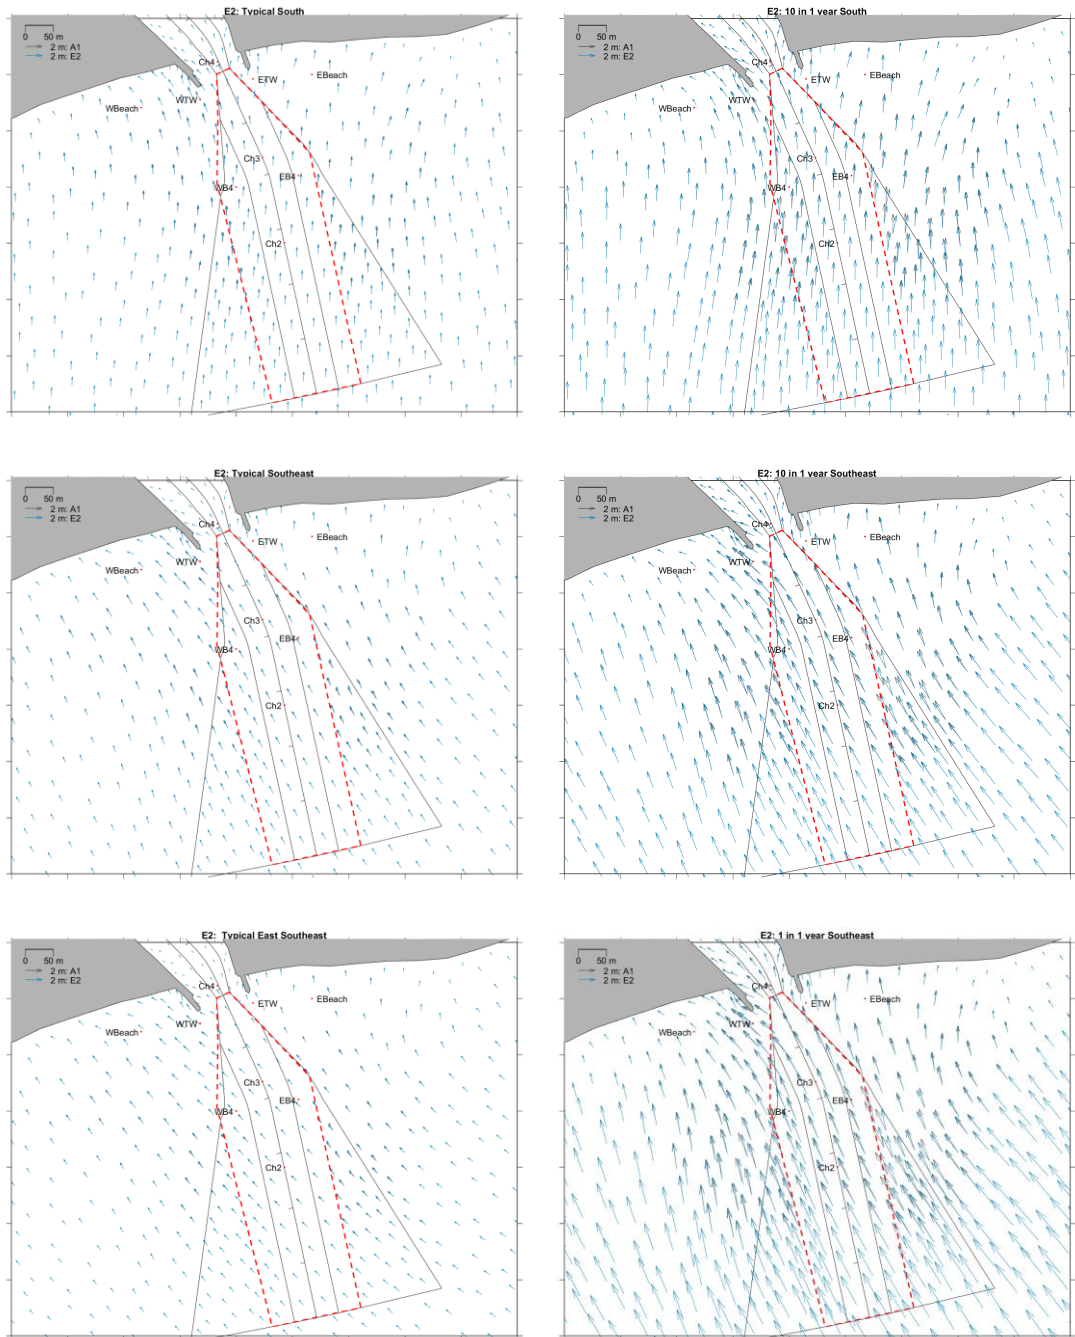 E2: Typical South
0 50 m
2 m: A1
2 m: E2
Ch4
ETW
EBeach
WTW
WBeach
Ch3
EB4
WB4
Ch2
E2: 10 in 1 year South
0 50 m
2 m: A1
2 m: E2
Ch4
ETW
EBeach
WTW
WBeach
Ch3
EB4
WB4
Ch2
E2: Typical Southeast
0 50 m
2 m: A1
2 m: E2
Ch4
ETW
EBeach
WTW
WBeach
Ch3
EB4
WB4
Ch2
E2: 10 in 1 year Southeast
0 50 m
2 m: A1
2 m: E2
Ch4
ETW
EBeach
WTW
WBeach
Ch3
EB4
WB4
Ch2
E2: Typical East Southeast
0 50 m
2 m: A1
2 m: E2
Ch4
ETW
EBeach
WTW
WBeach
Ch3
EB4
WB4
Ch2
E2: 1 in 1 year Southeast
0 50 m
2 m: A1
2 m: E2
Ch4
ETW
EBeach
WTW
WBeach
Ch3
EB4
WB4
Ch2